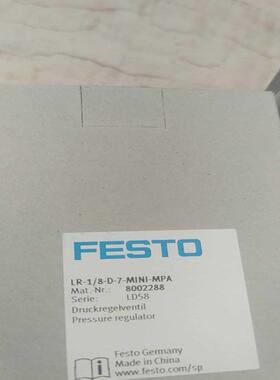 FESTO
LR-1/8-D-7-MINI-MPA
Mat.-Nr.: 8002288
Serie: LD58
Druckregelventil
Pressure regulator
Festo Germany
Made in China
www.festo.com/sp